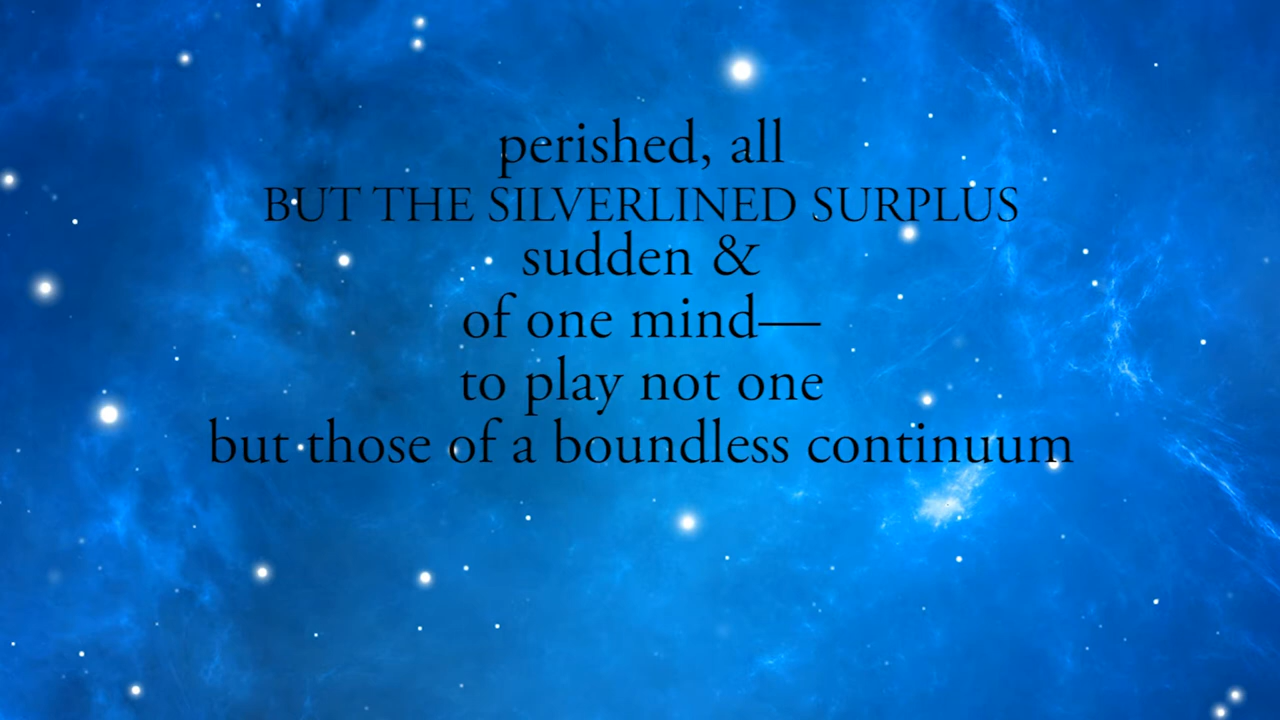 perished, all
BUT THE SILVERLINED SURPLUS
sudden &
of one mind—
to play not one
but those of a boundless continuum